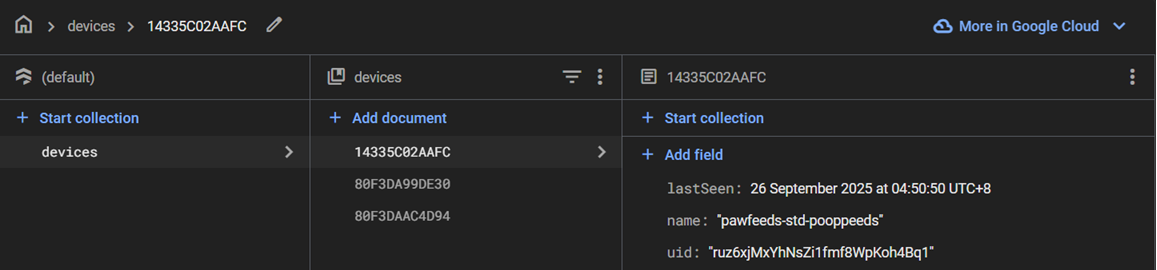 devices 14335C02AAFC More in Google Cloud
(default) devices 14335C02AAFC
+ Start collection + Add document + Start collection
devices 14335C02AAFC + Add field
80F3DA99DE30 lastSeen: 26 September 2025 at 04:50:50 UTC+8
80F3DAAC4D94 name: "pawfeeds-std-pooppeeds"
uid: "ruz6xjMxYhNsZi1fmf8WpKoh4Bq1"